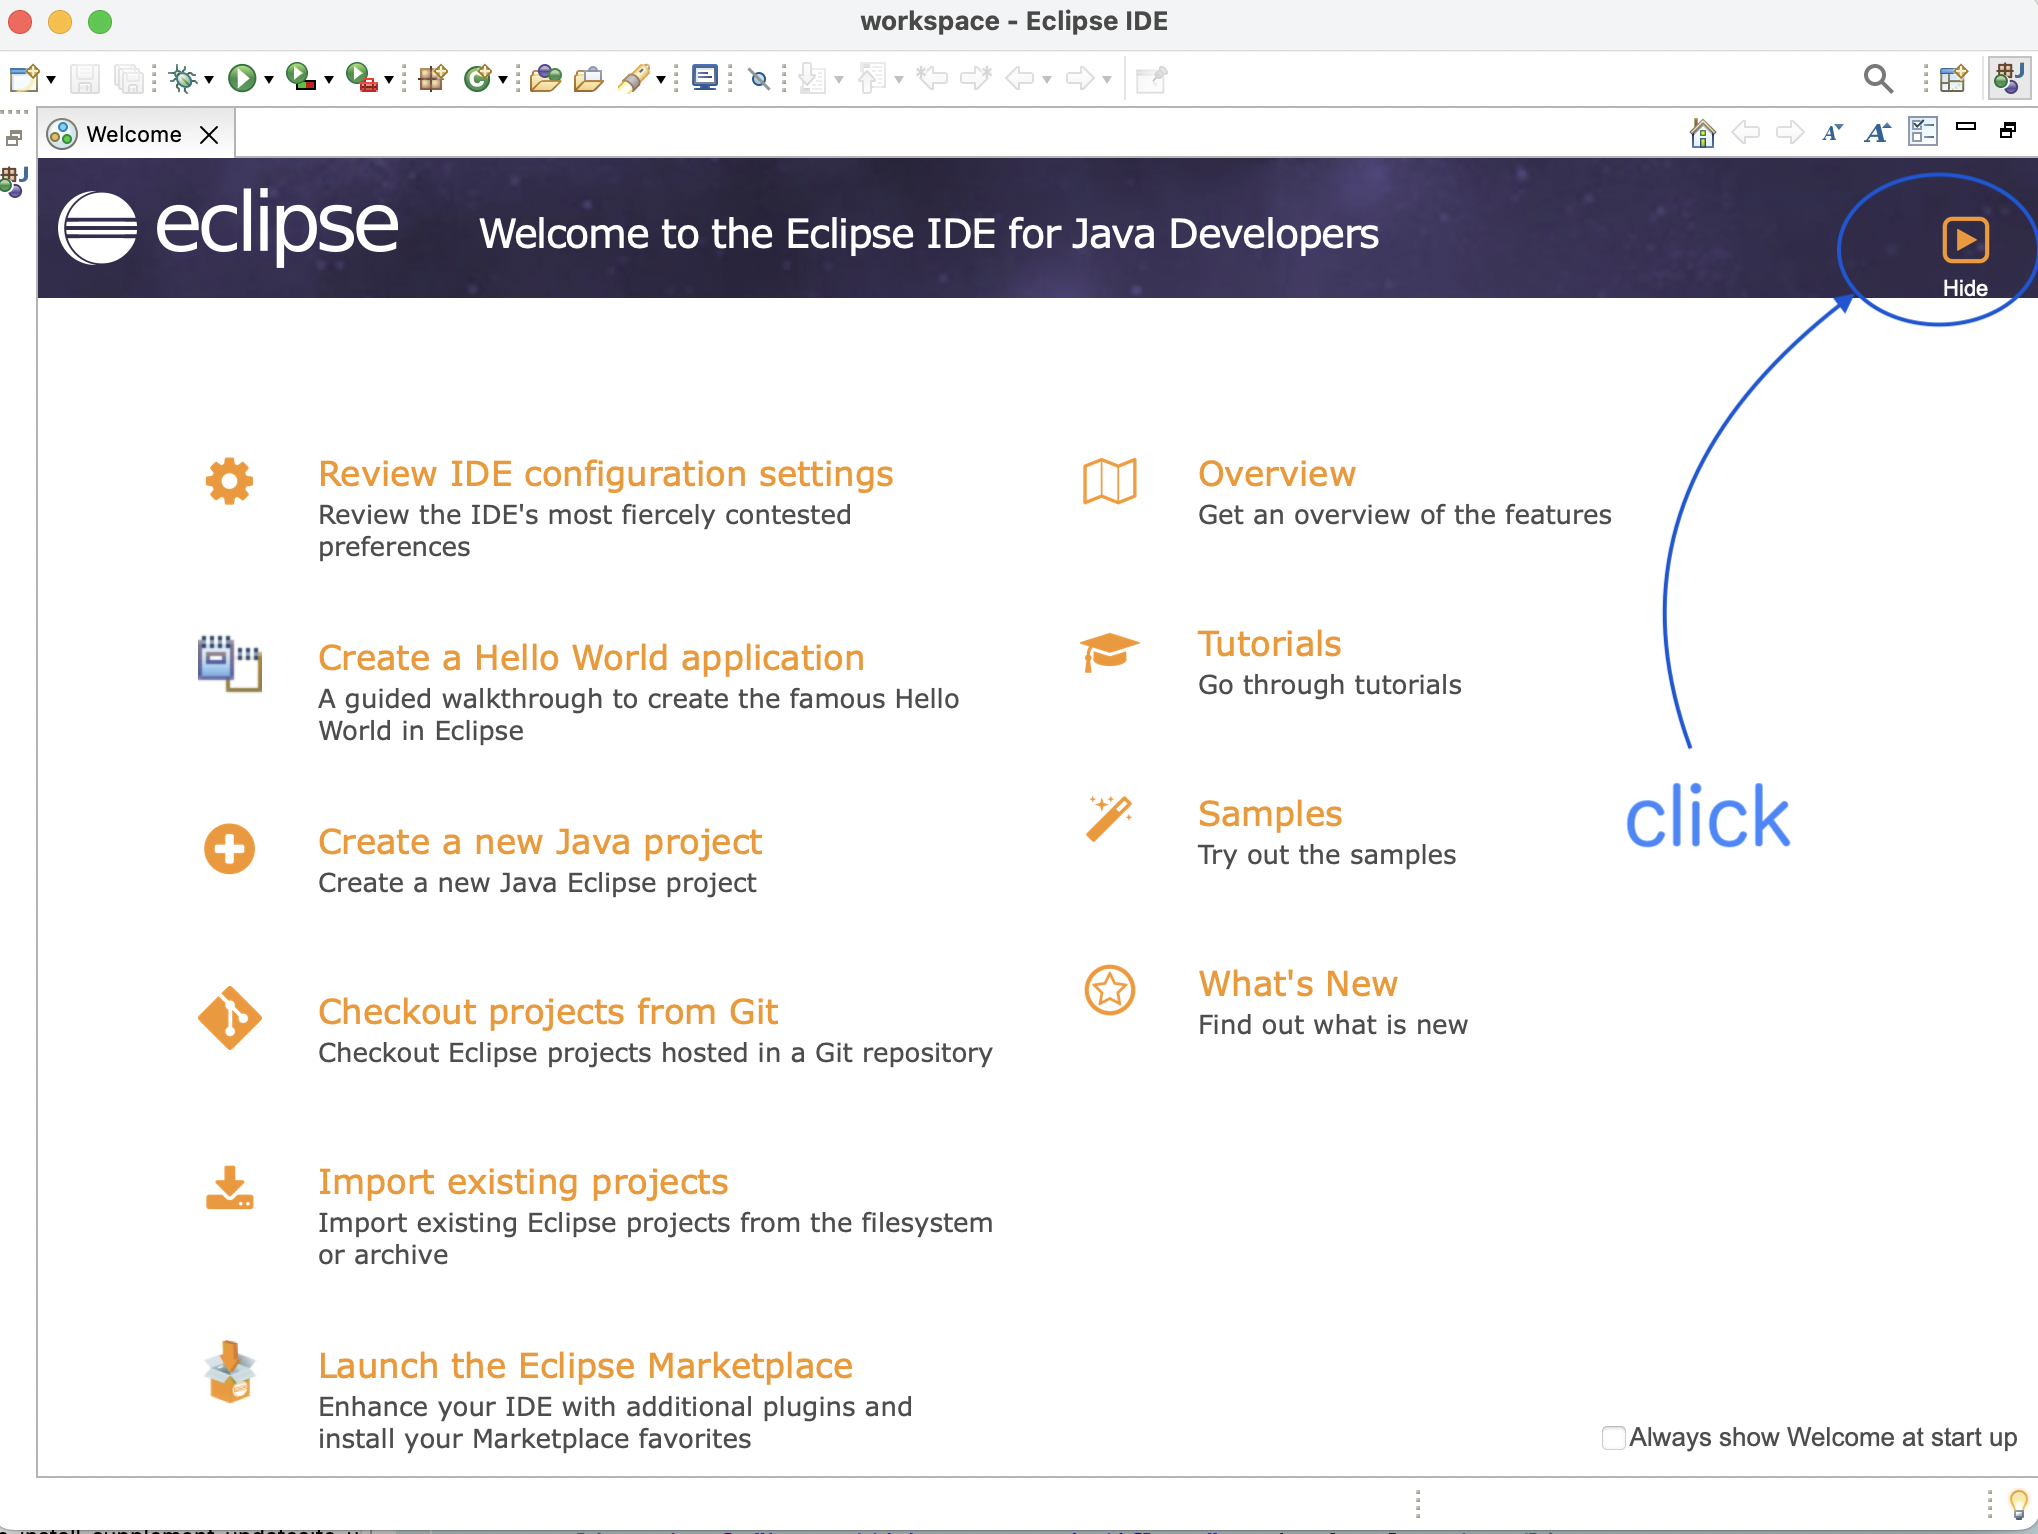 workspace - Eclipse IDE
Welcome
eclipse
Welcome to the Eclipse IDE for Java Developers
Hide
Review IDE configuration settings
Review the IDE's most fiercely contested
preferences
Create a Hello World application
A guided walkthrough to create the famous Hello
World in Eclipse
Create a new Java project
Create a new Java Eclipse project
Checkout projects from Git
Checkout Eclipse projects hosted in a Git repository
Import existing projects
Import existing Eclipse projects from the filesystem
or archive
Launch the Eclipse Marketplace
Enhance your IDE with additional plugins and
install your Marketplace favorites
Overview
Get an overview of the features
Tutorials
Go through tutorials
Samples
Try out the samples
What's New
Find out what is new
click
Always show Welcome at start up